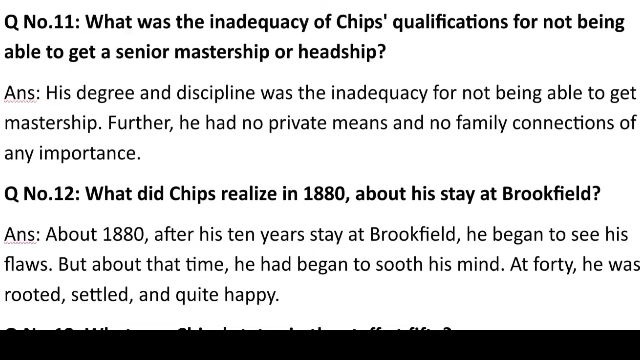 Q No.11: What was the inadequacy of Chips' qualifications for not being
able to get a senior mastership or headship?
Ans: His degree and discipline was the inadequacy for not being able to get
mastership. Further, he had no private means and no family connections of
any importance.
Q No.12: What did Chips realize in 1880, about his stay at Brookfield?
Ans: About 1880, after his ten years stay at Brookfield, he began to see his
flaws. But about that time, he had began to sooth his mind. At forty, he was
rooted, settled, and quite happy.